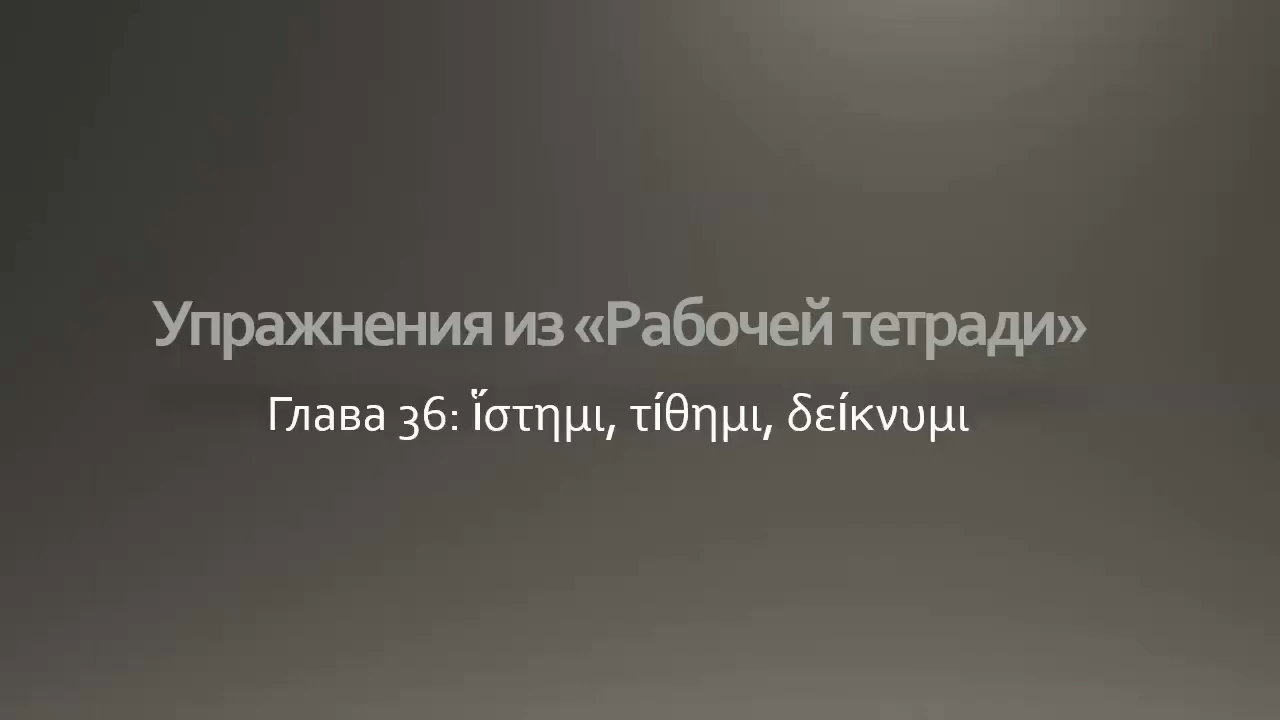 Упражнения из «Рабочей тетради»
Глава 36: ἵστημι, τίθημι, δείκνυμι